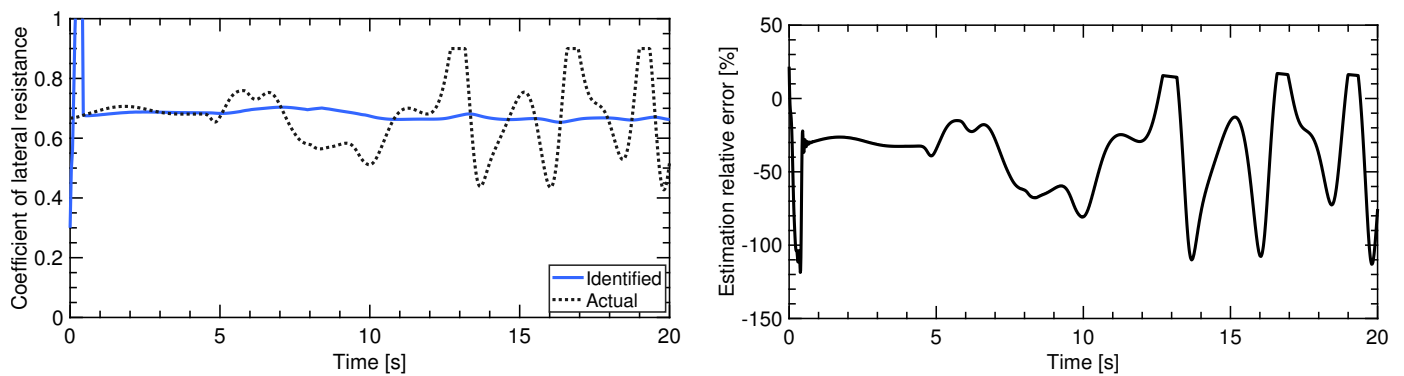 Coefficient of lateral resistance
1
0.8
0.6
0.4
0.2
0
0 5 10 15 20
Time [s]
Identified
Actual
Estimation relative error [%]
50
0
-50
-100
-150
0 5 10 15 20
Time [s]